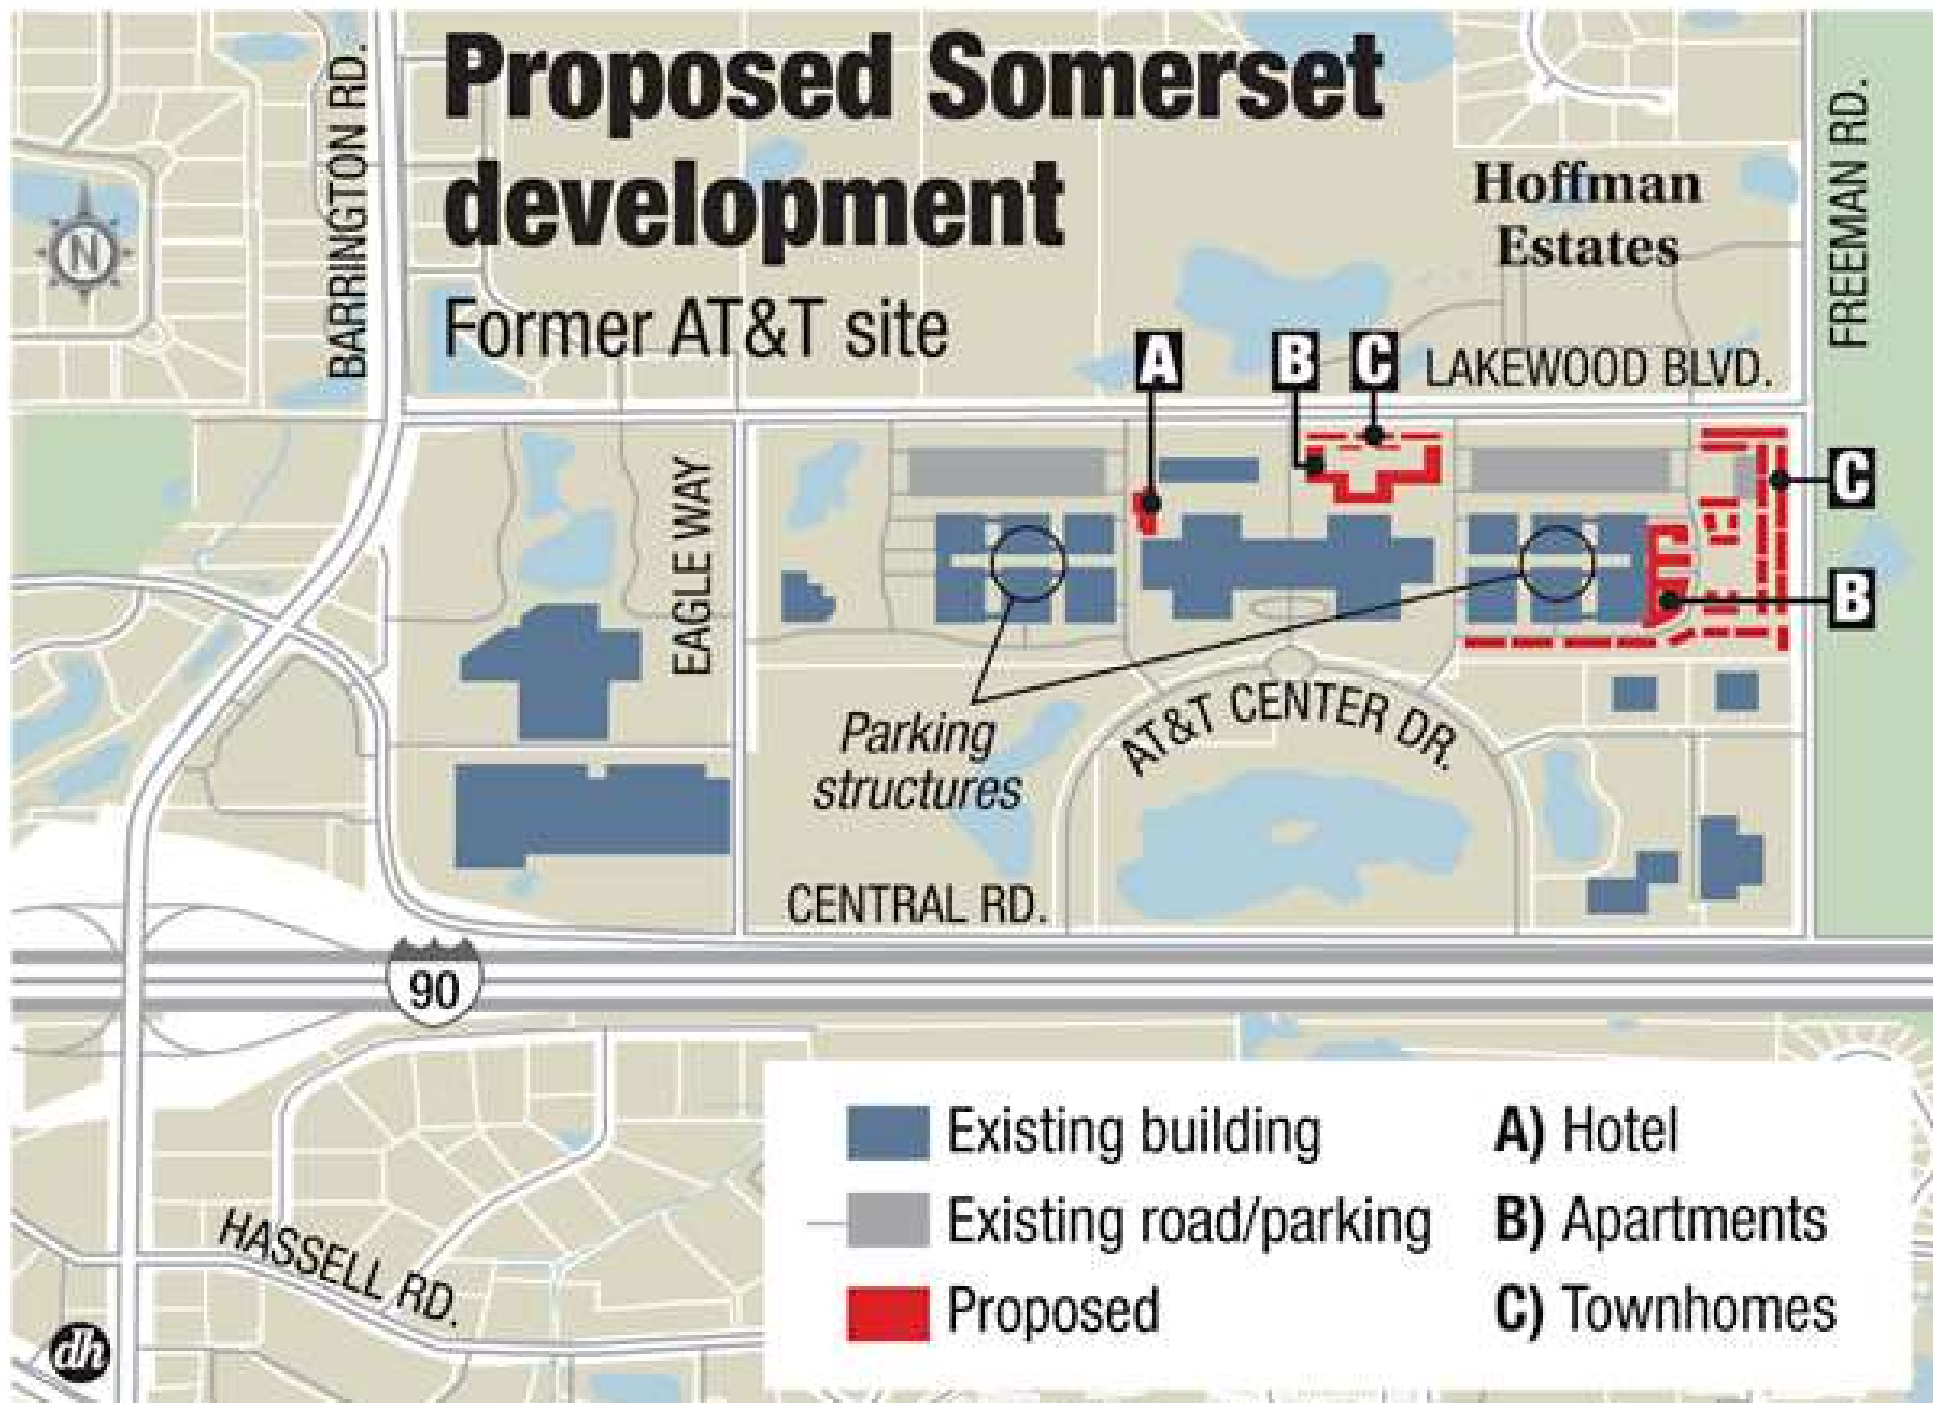 Proposed Somerset
development
Former AT&T site
N
BARRINGTON RD.
Hoffman
Estates
FREEMAN RD.
A
B
C
LAKEWOOD BLVD.
EAGLE WAY
C
B
Parking
structures
AT&T CENTER DR.
CENTRAL RD.
90
HASSELL RD.
dh
Existing building
Existing road/parking
Proposed
A) Hotel
B) Apartments
C) Townhomes